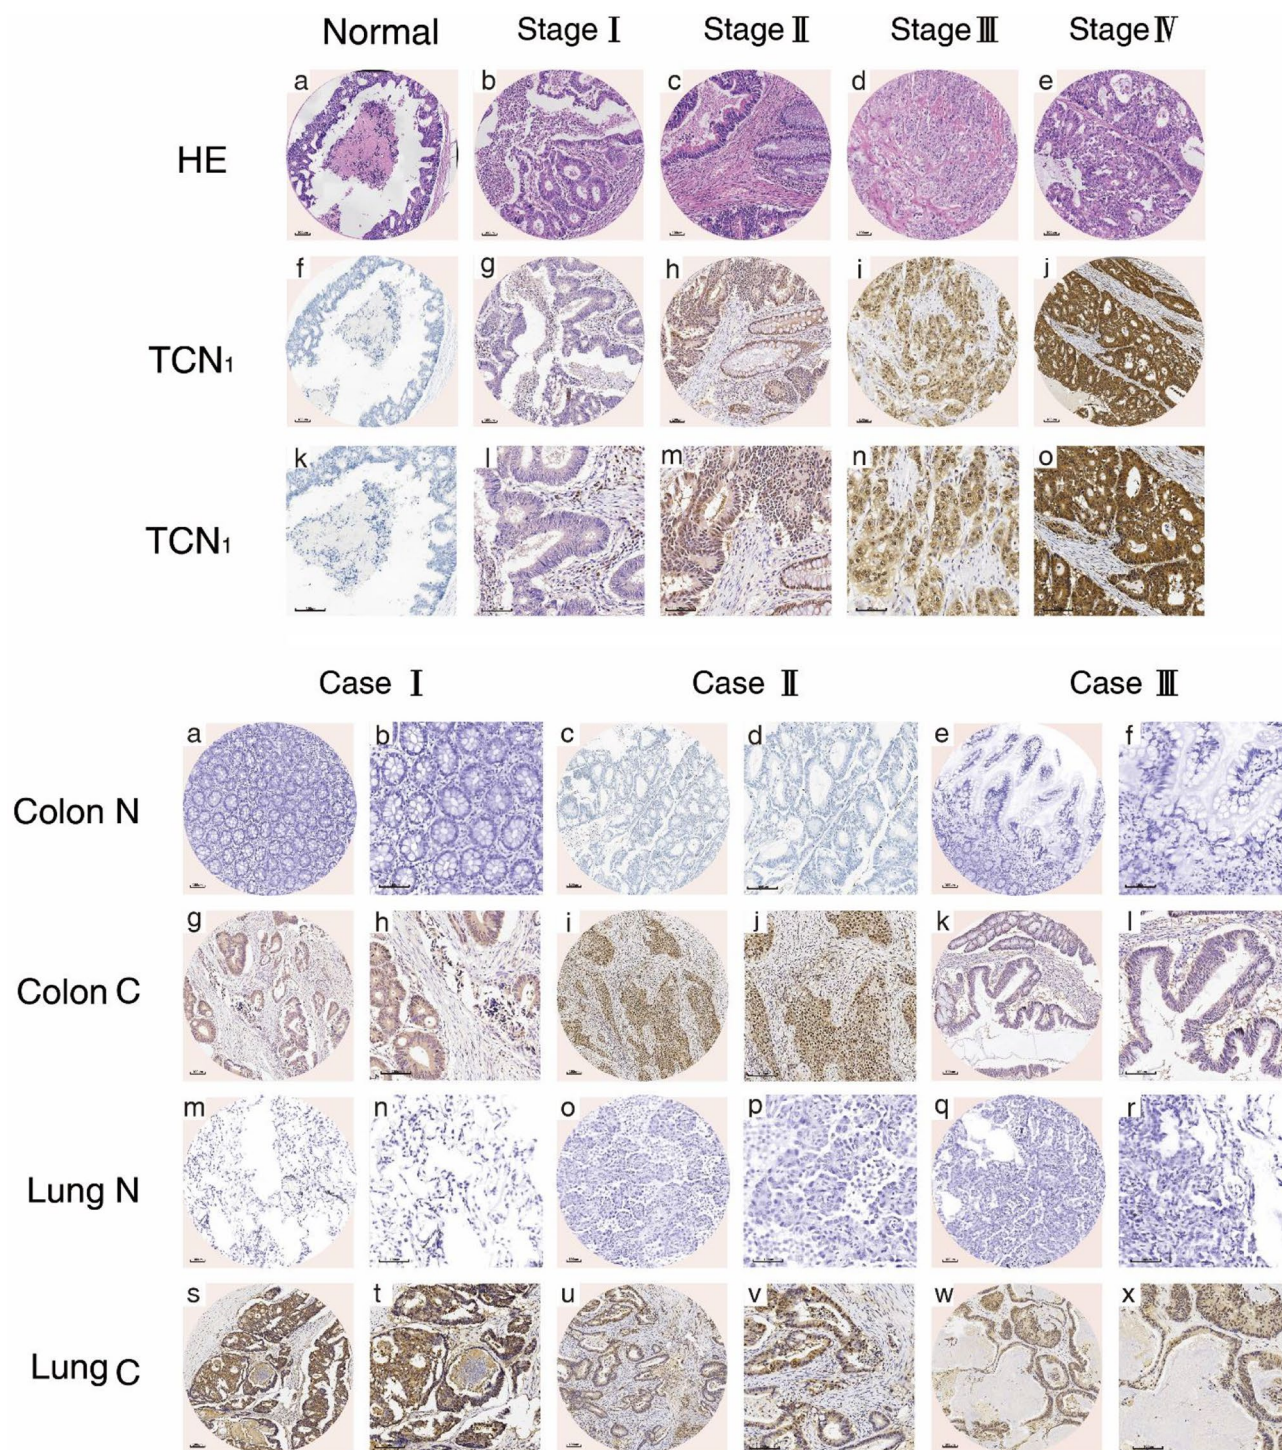 Normal Stage Ⅰ Stage Ⅱ Stage Ⅲ Stage Ⅳ
a b c d e
HE
f g h i j
TCN1
k l m n o
TCN1
Case Ⅰ Case Ⅱ Case Ⅲ
a b c d e f
Colon N
g h i j k l
Colon C
m n o p q r
Lung N
s t u v w x
Lung C